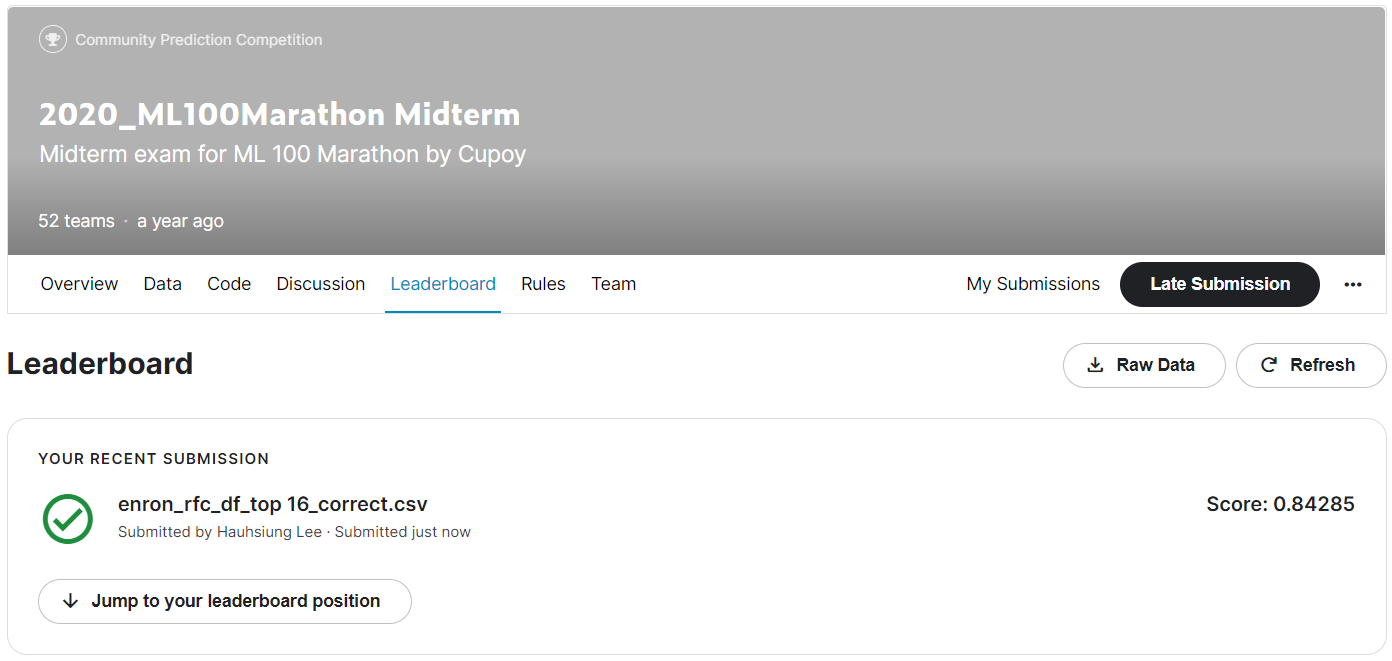 Community Prediction Competition
2020_ML100Marathon Midterm
Midterm exam for ML 100 Marathon by Cupoy
52 teams · a year ago
Overview Data Code Discussion Leaderboard Rules Team My Submissions Late Submission ···
Leaderboard
Raw Data Refresh
YOUR RECENT SUBMISSION
enron_rfc_df_top 16_correct.csv Score: 0.84285
Submitted by Hauhsiung Lee · Submitted just now
Jump to your leaderboard position